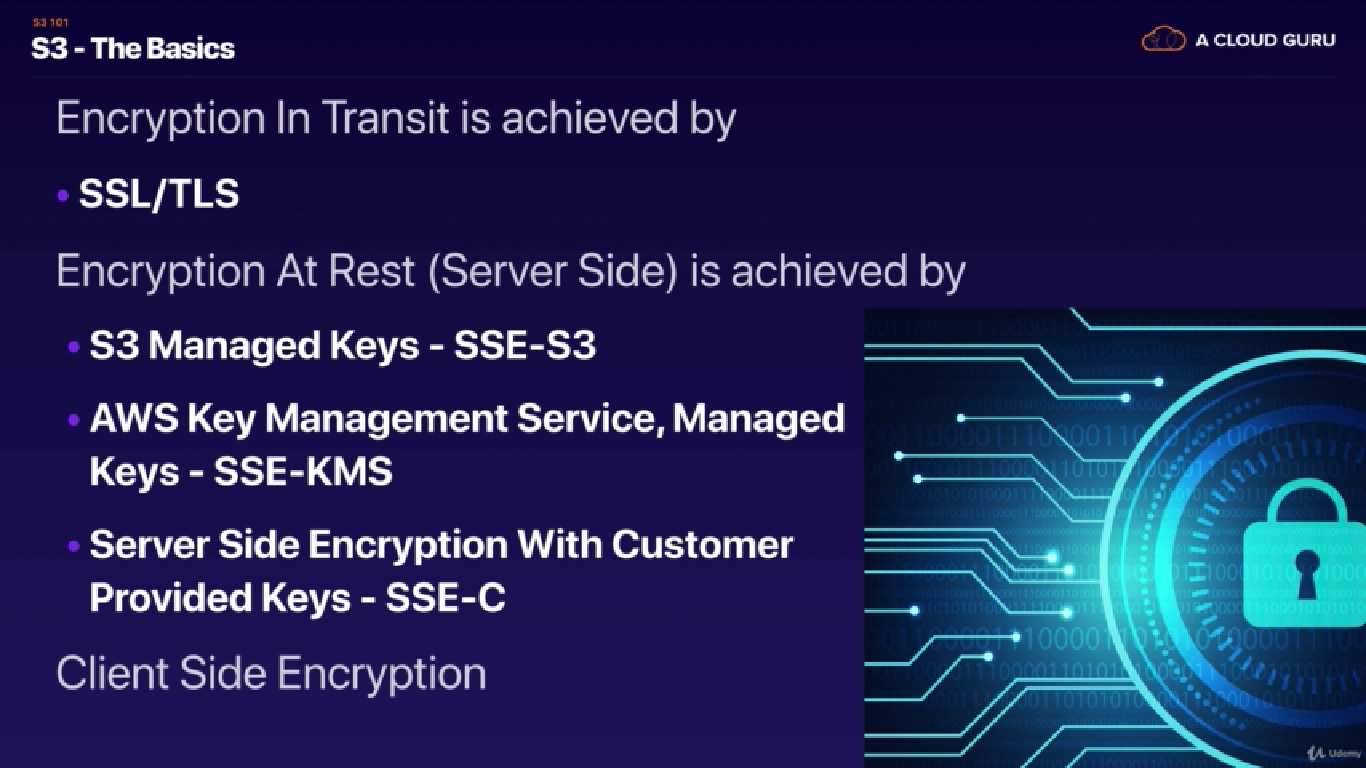 S3 101
S3 - The Basics
A CLOUD GURU
Encryption In Transit is achieved by
• SSL/TLS
Encryption At Rest (Server Side) is achieved by
• S3 Managed Keys - SSE-S3
• AWS Key Management Service, Managed
Keys - SSE-KMS
• Server Side Encryption With Customer
Provided Keys - SSE-C
Client Side Encryption
Udemy